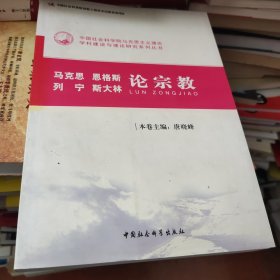 中国社会科学院马克思主义理论
学科建设与理论研究系列丛书
马克思 恩格斯
列 宁 斯大林
论宗教
LUN ZONGJIAO
本卷主编：唐晓峰
中国社会科学出版社